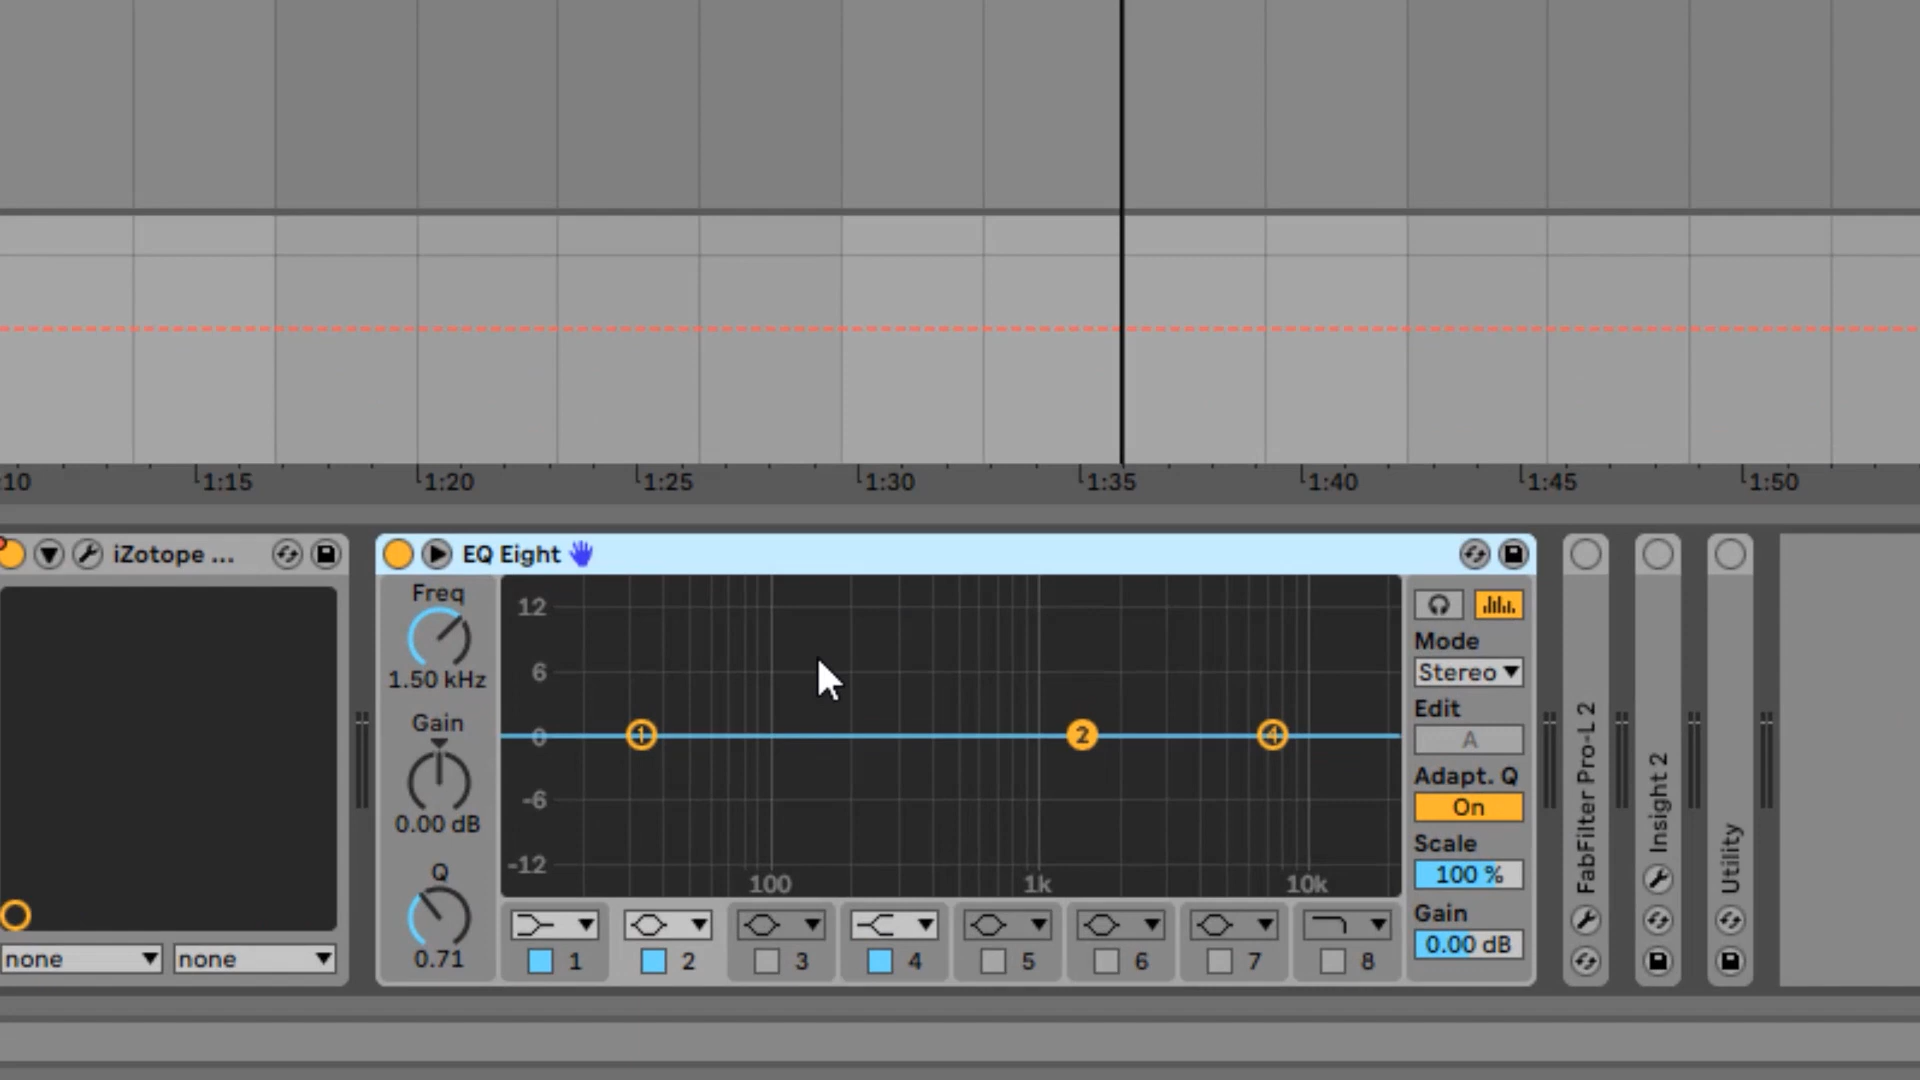 :10 1:15 1:20 1:25 1:30 1:35 1:40 1:45 1:50
iZotope ...
none none
EQ Eight
Freq
1.50 kHz
Gain
0.00 dB
Q
0.71
12
6
0
-6
-12
100 1k 10k
1 2 4
1 2 3 4 5 6 7 8
Mode
Stereo
Edit
A
Adapt. Q
On
Scale
100 %
Gain
0.00 dB
FabFilter Pro-L 2
Insight 2
Utility